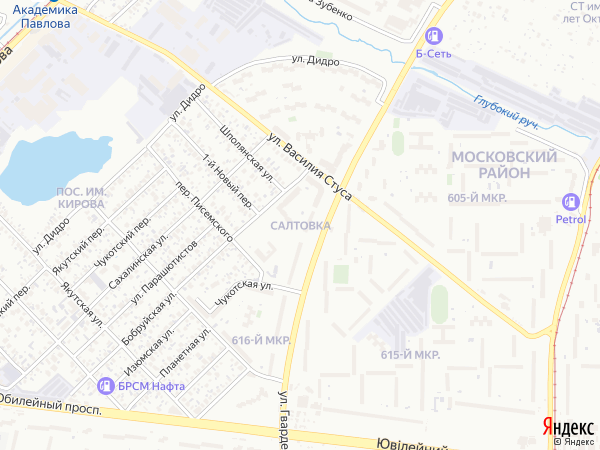 Академика
Павлова
Зубенко
СТ им
лет Окт
Б-Сеть
ул. Дидро
Глубокий руч.
ул. Дидро
ул. Василия Стуса
Шполянская ул.
1-й Новый пер.
МОСКОВСКИЙ
РАЙОН
605-Й МКР.
Petrol
ПОС. ИМ.
КИРОВА
пер. Писемского
САЛТОВКА
ул. Дидро
Якутский пер.
Чукотский пер.
Сахалинская ул.
ул. Парашютистов
Якутская ул.
Чукотская ул.
Бобруйская ул.
Изюмская ул.
Планетная ул.
616-Й МКР.
615-Й МКР.
БРСМ Нафта
Юбилейный просп.
ул. Гварде
Ювілейний
Яндекс
© Яндекс